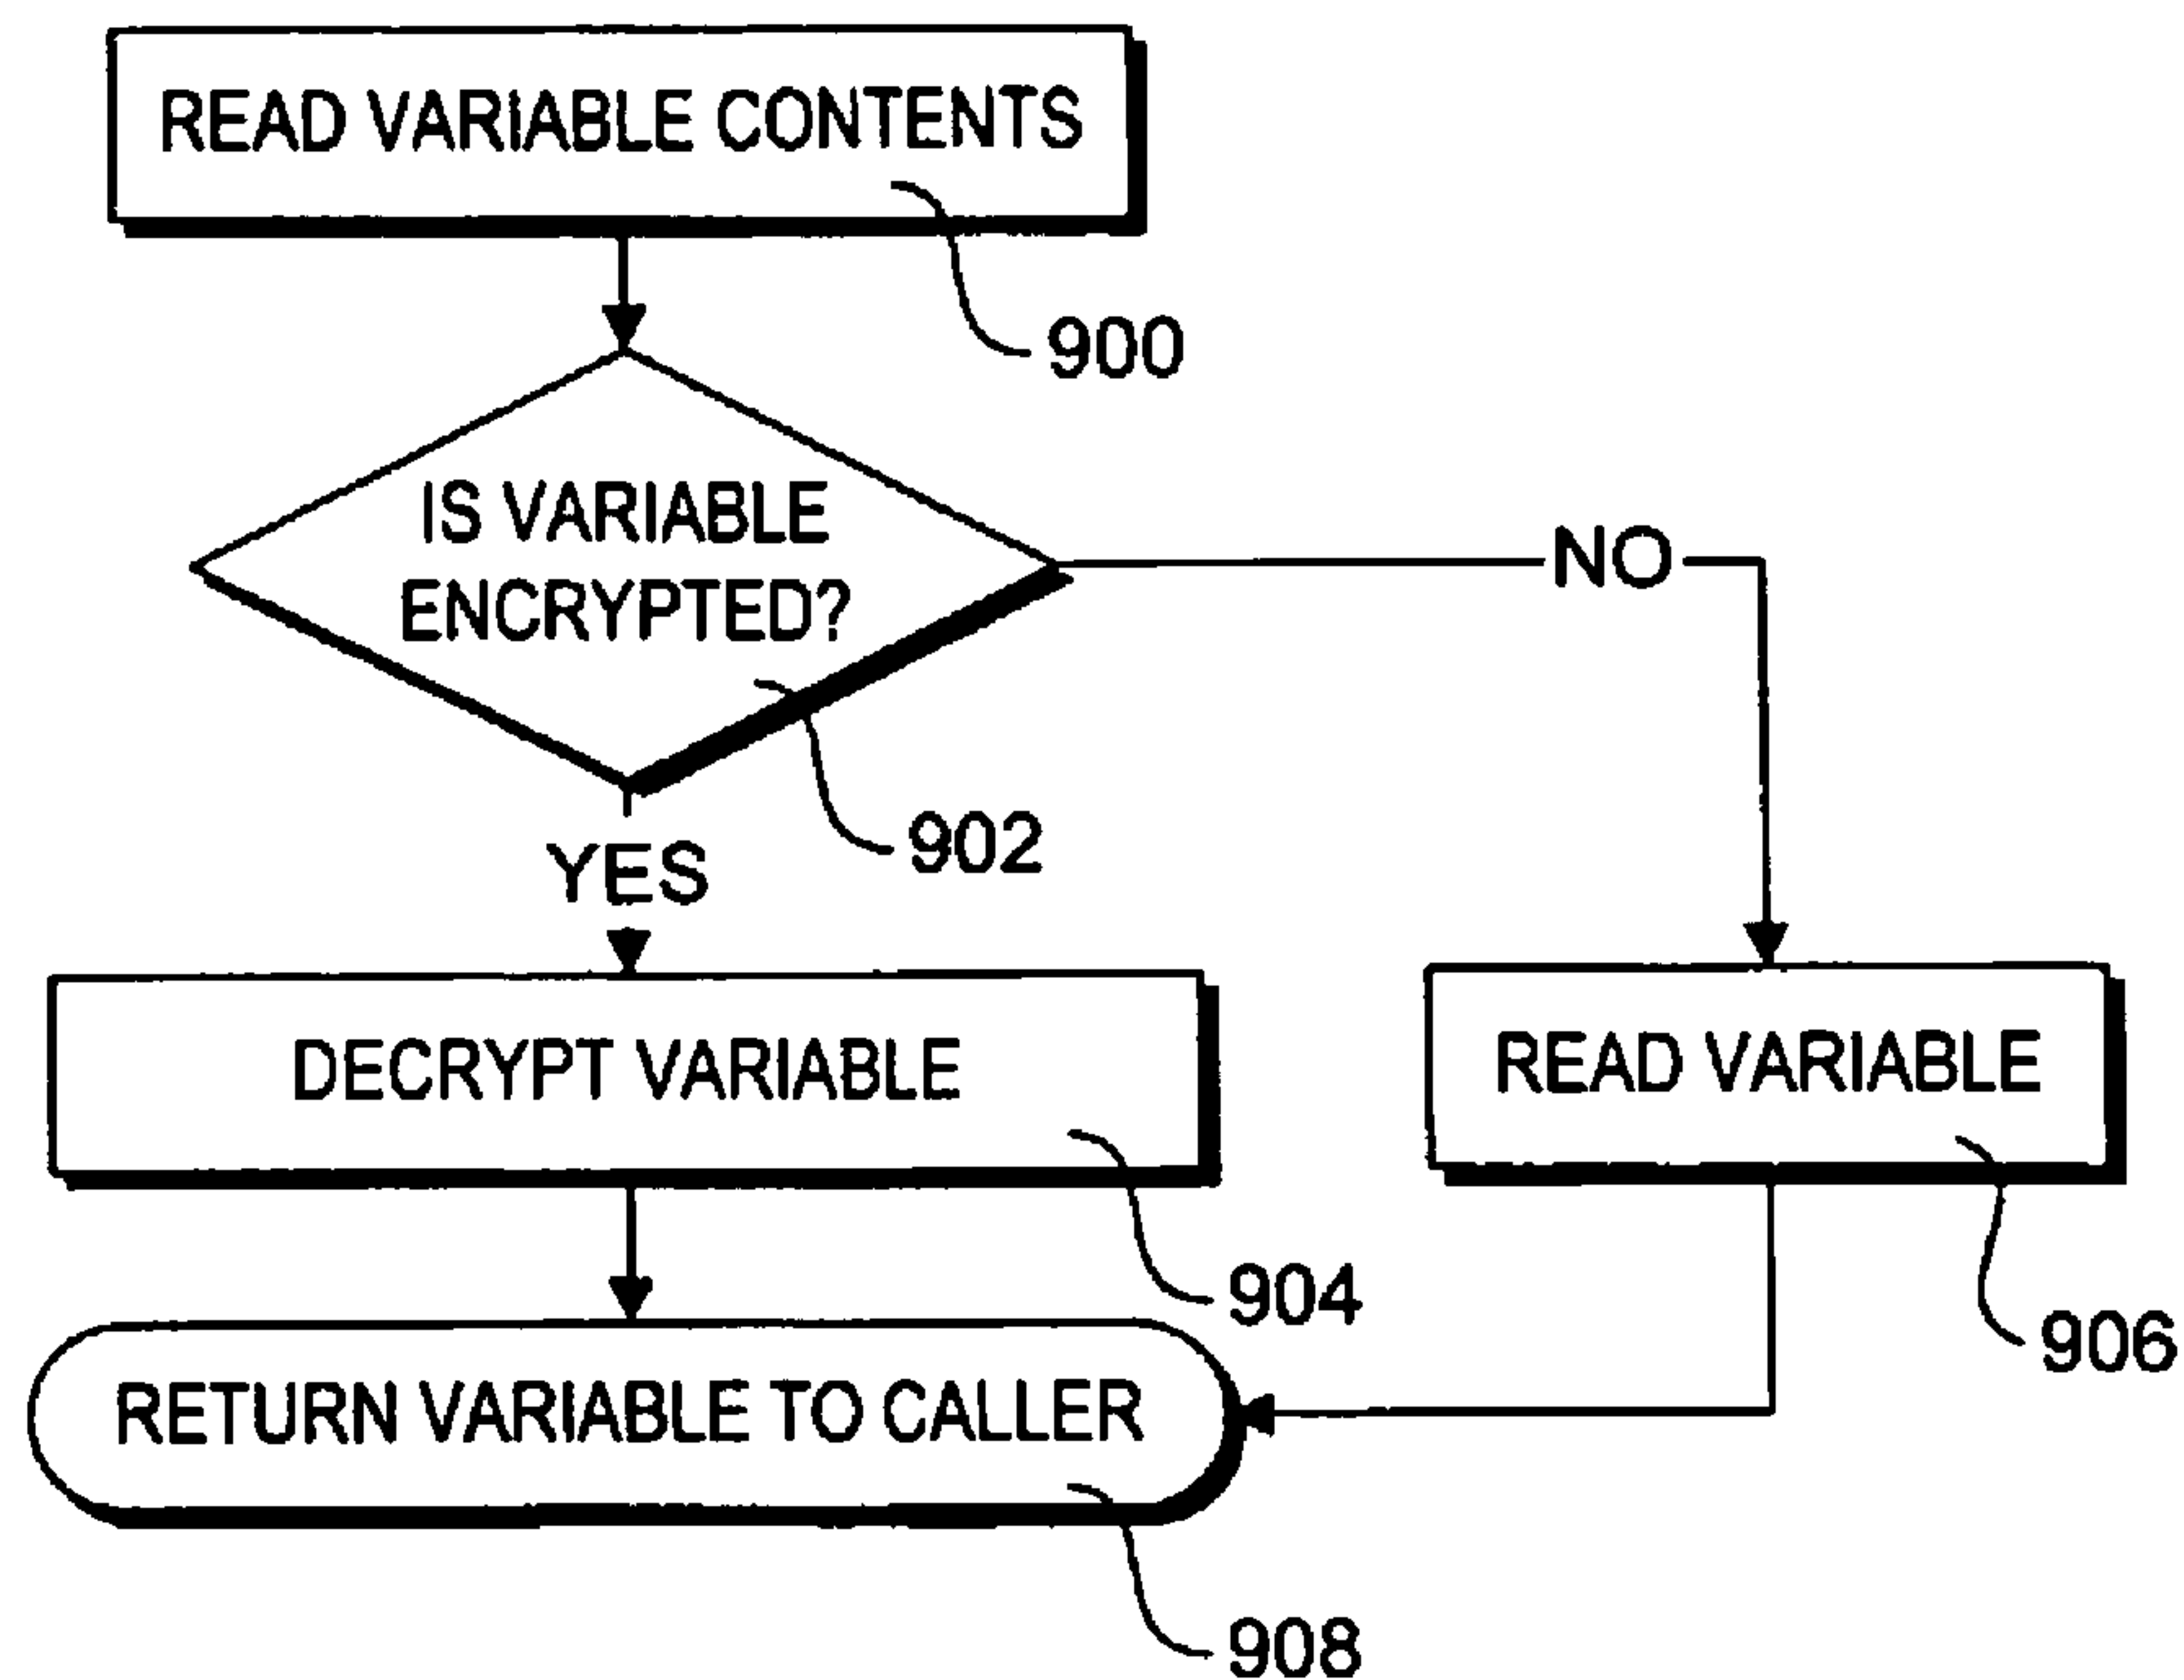 READ VARIABLE CONTENTS
900
IS VARIABLE
ENCRYPTED?
NO
902
YES
DECRYPT VARIABLE
READ VARIABLE
904
906
RETURN VARIABLE TO CALLER
908